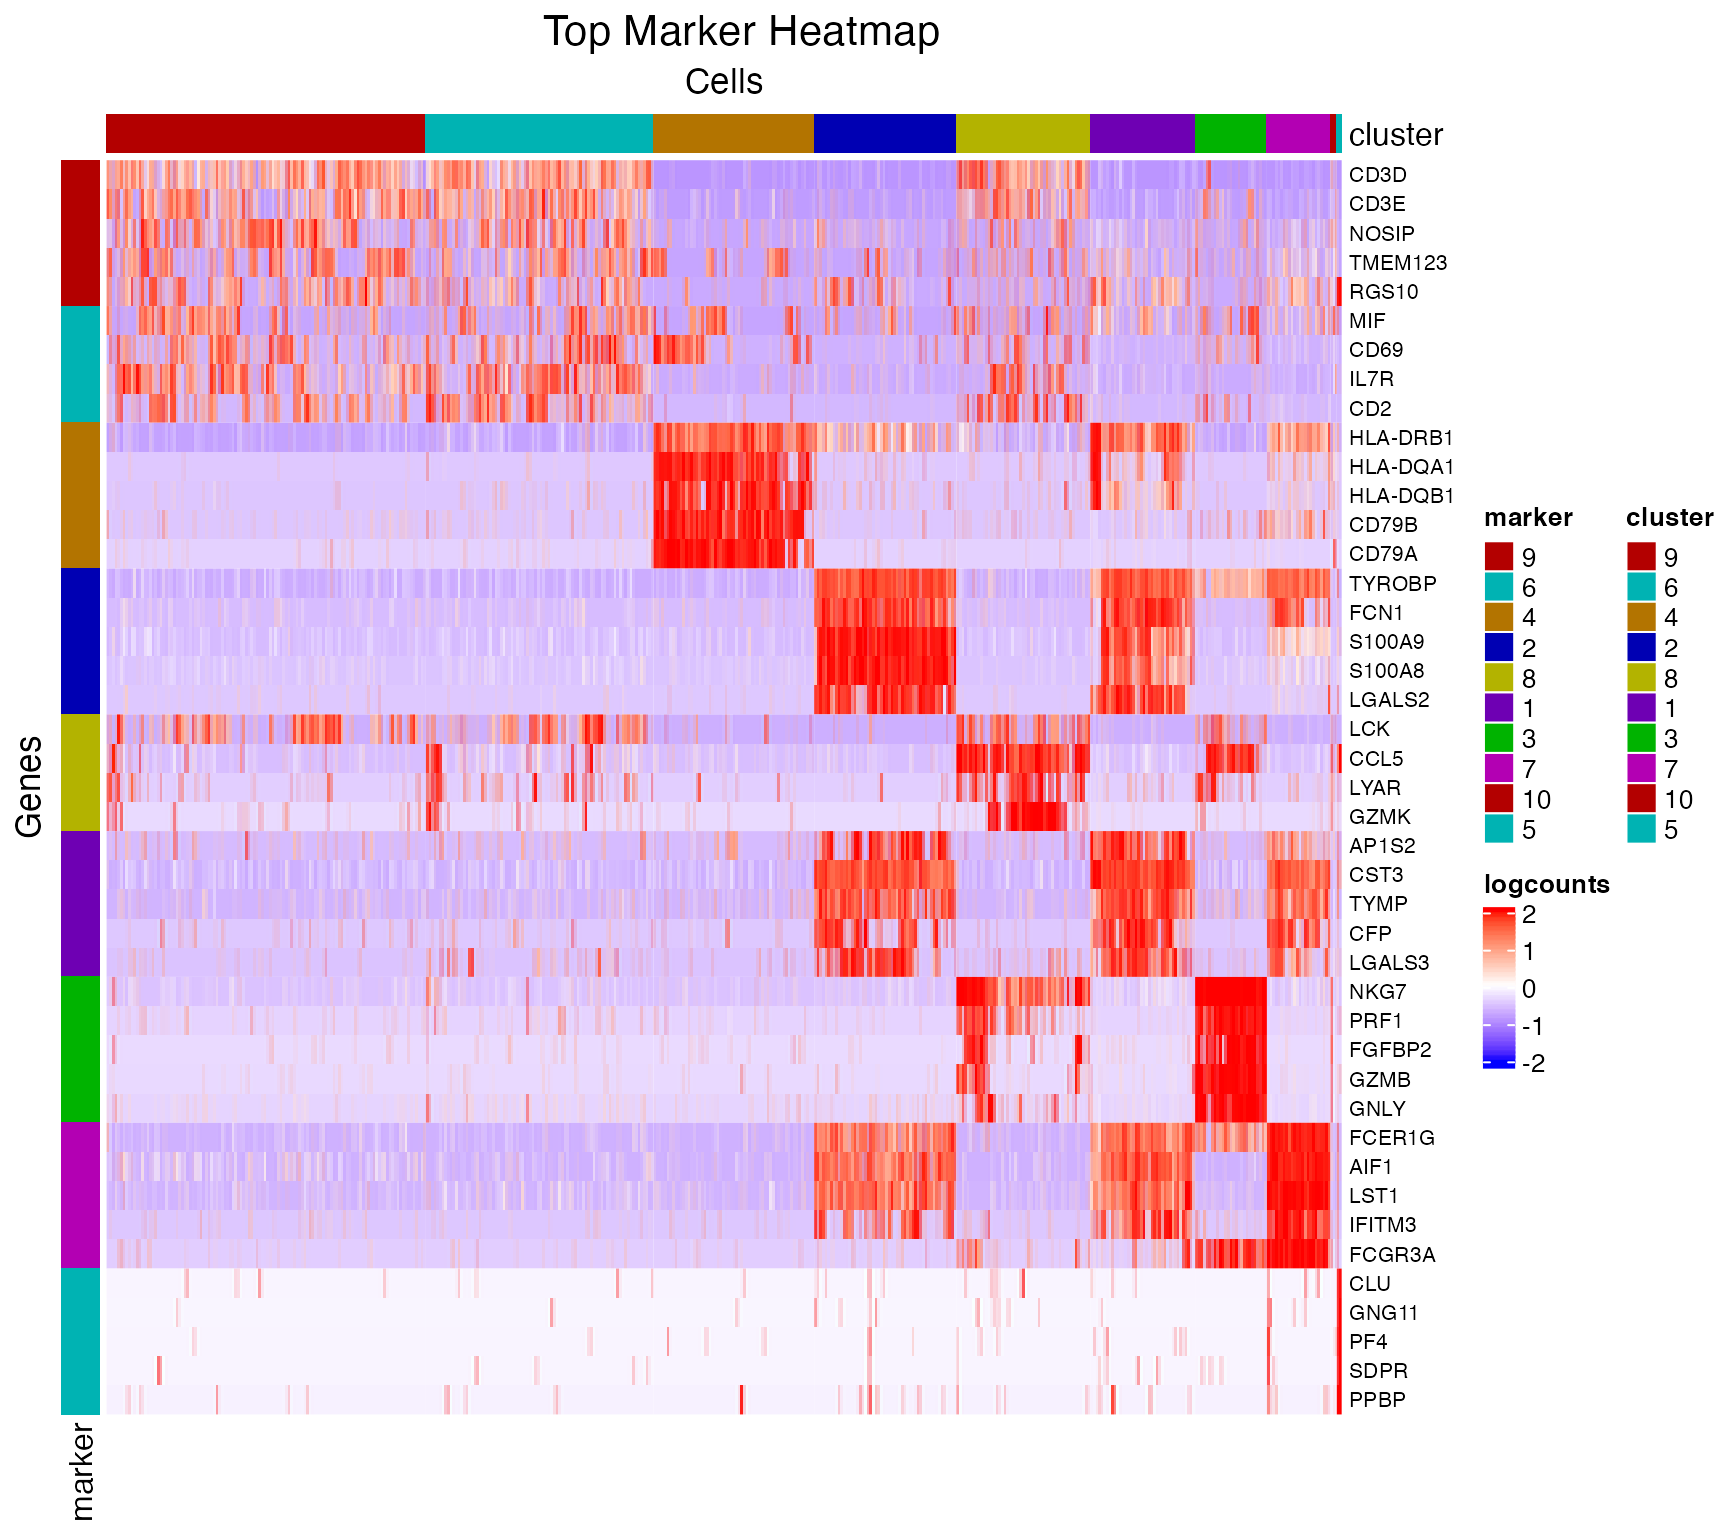 Top Marker Heatmap
Cells
cluster
Genes
marker
CD3D
CD3E
NOSIP
TMEM123
RGS10
MIF
CD69
IL7R
CD2
HLA-DRB1
HLA-DQA1
HLA-DQB1
CD79B
CD79A
TYROBP
FCN1
S100A9
S100A8
LGALS2
LCK
CCL5
LYAR
GZMK
AP1S2
CST3
TYMP
CFP
LGALS3
NKG7
PRF1
FGFBP2
GZMB
GNLY
FCER1G
AIF1
LST1
IFITM3
FCGR3A
CLU
GNG11
PF4
SDPR
PPBP
marker
9
6
4
2
8
1
3
7
10
5
cluster
9
6
4
2
8
1
3
7
10
5
logcounts
2
1
0
-1
-2